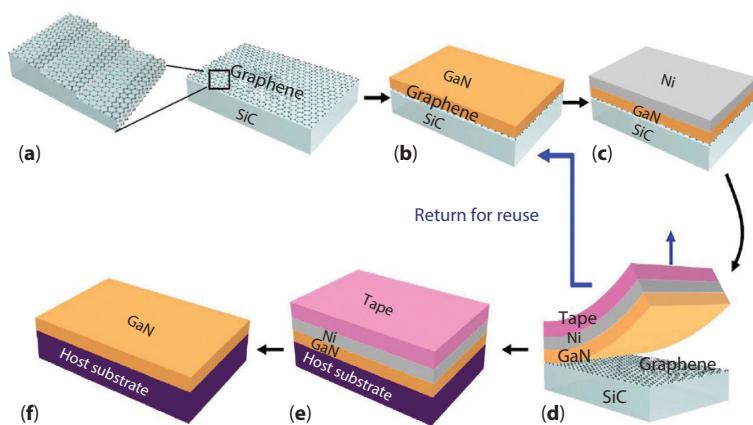 Graphene
SiC
(a)
GaN
Graphene
SiC
(b)
Ni
GaN
SiC
(c)
Return for reuse
Tape
Ni
GaN
Graphene
SiC
(d)
Tape
Ni
GaN
Host substrate
(e)
GaN
Host substrate
(f)